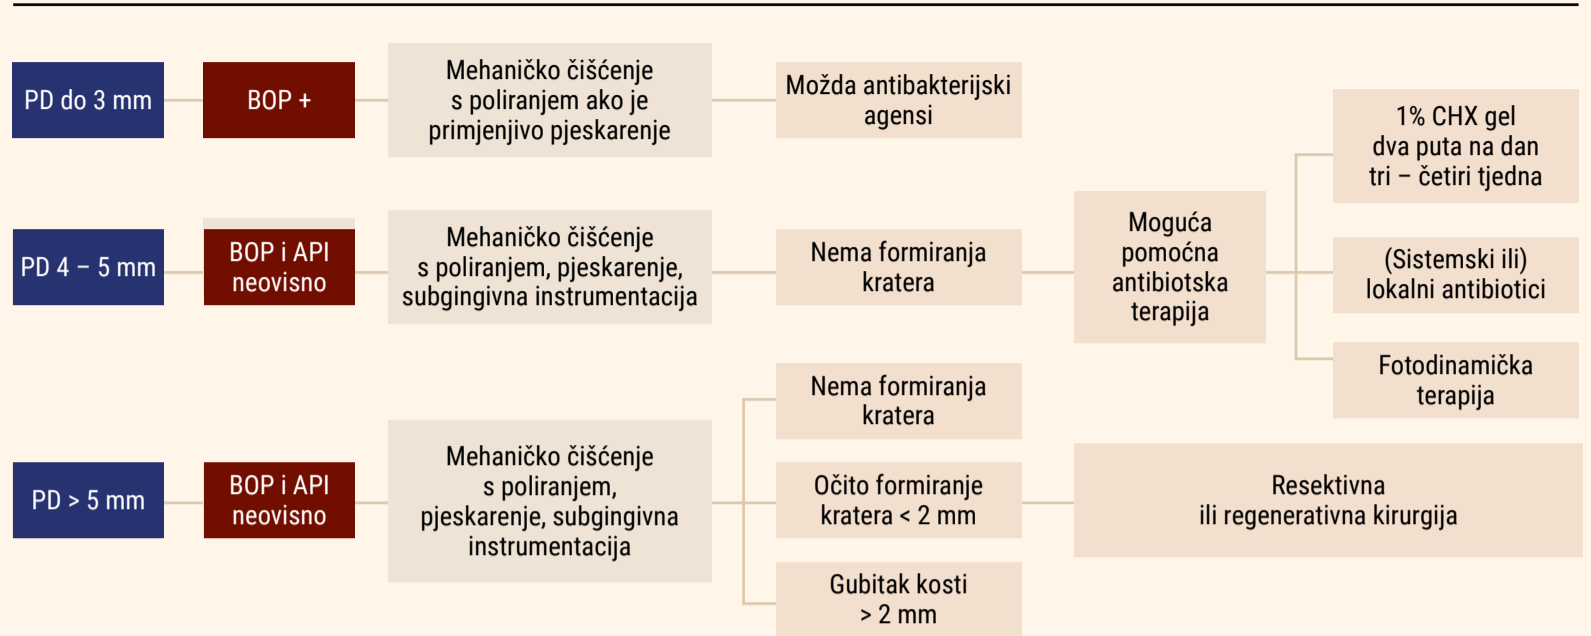 PD do 3 mm
BOP +
Mehaničko čišćenje
s poliranjem ako je
primjenjivo pjeskarenje
Možda antibakterijski
agensi
PD 4 – 5 mm
BOP i API
neovisno
Mehaničko čišćenje
s poliranjem, pjeskarenje,
subgingivna instrumentacija
Nema formiranja
kratera
Moguća
pomoćna
antibiotska
terapija
1% CHX gel
dva puta na dan
tri – četiri tjedna
(Sistemski ili)
lokalni antibiotici
Fotodinamička
terapija
PD > 5 mm
BOP i API
neovisno
Mehaničko čišćenje
s poliranjem,
pjeskarenje, subgingivna
instrumentacija
Nema formiranja
kratera
Očito formiranje
kratera < 2 mm
Gubitak kosti
> 2 mm
Resektivna
ili regenerativna kirurgija